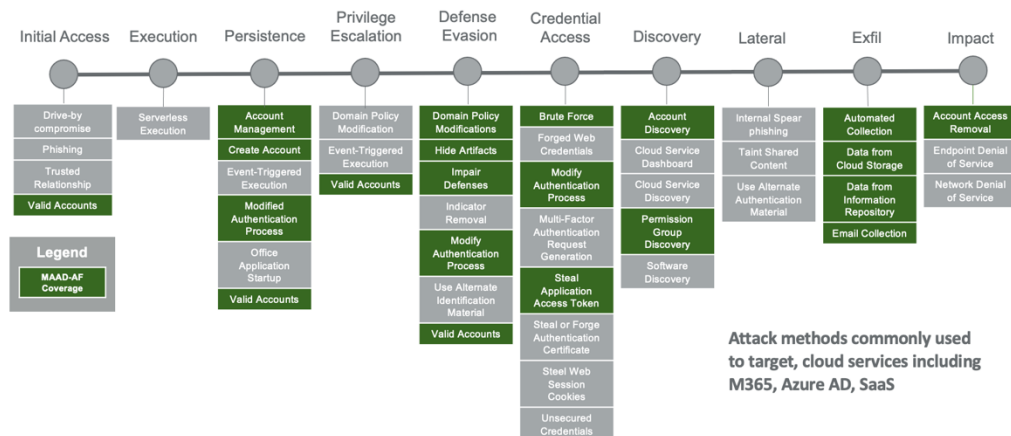 Initial Access
Execution
Persistence
Privilege
Escalation
Defense
Evasion
Credential
Access
Discovery
Lateral
Exfil
Impact
Drive-by
compromise
Phishing
Trusted
Relationship
Valid Accounts
Serverless
Execution
Account
Management
Create Account
Event-Triggered
Execution
Modified
Authentication
Process
Office
Application
Startup
Valid Accounts
Domain Policy
Modification
Event-Triggered
Execution
Valid Accounts
Domain Policy
Modifications
Hide Artifacts
Impair
Defenses
Indicator
Removal
Modify
Authentication
Process
Use Alternate
Identification
Material
Valid Accounts
Brute Force
Forged Web
Credentials
Modify
Authentication
Process
Multi-Factor
Authentication
Request
Generation
Steal
Application
Access Token
Steal or Forge
Authentication
Certificate
Steel Web
Session
Cookies
Unsecured
Credentials
Account
Discovery
Cloud Service
Dashboard
Cloud Service
Discovery
Permission
Group
Discovery
Software
Discovery
Internal Spear
phishing
Taint Shared
Content
Use Alternate
Authentication
Material
Automated
Collection
Data from
Cloud Storage
Data from
Information
Repository
Email Collection
Account Access
Removal
Endpoint Denial
of Service
Network Denial
of Service
Legend
MAAD-AF
Coverage
Attack methods commonly used
to target, cloud services including
M365, Azure AD, SaaS